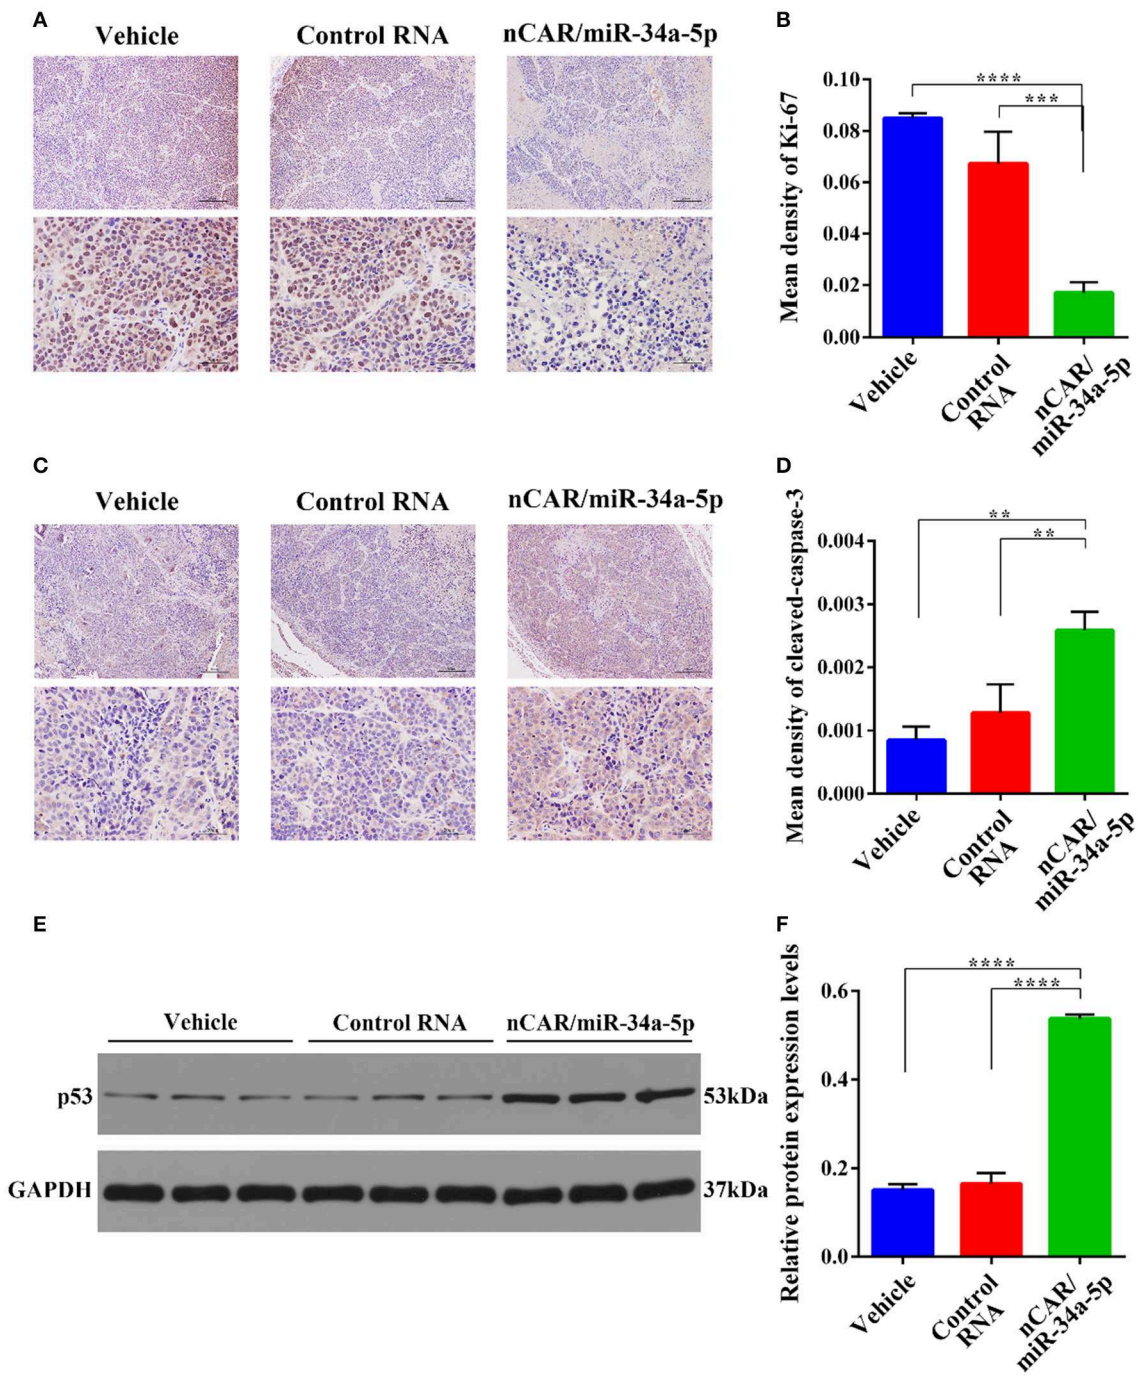 A
Vehicle
Control RNA
nCAR/miR-34a-5p
B
Mean density of Ki-67
0.10
0.08
0.06
0.04
0.02
0.00
****
***
Vehicle
Control
RNA
nCAR/
miR-34a-5p
C
Vehicle
Control RNA
nCAR/miR-34a-5p
D
Mean density of cleaved-caspase-3
0.004
0.003
0.002
0.001
0.000
**
**
Vehicle
Control
RNA
nCAR/
miR-34a-5p
E
Vehicle
Control RNA
nCAR/miR-34a-5p
p53
53kDa
GAPDH
37kDa
F
Relative protein expression levels
0.6
0.4
0.2
0.0
****
****
Vehicle
Control
RNA
nCAR/
miR-34a-5p